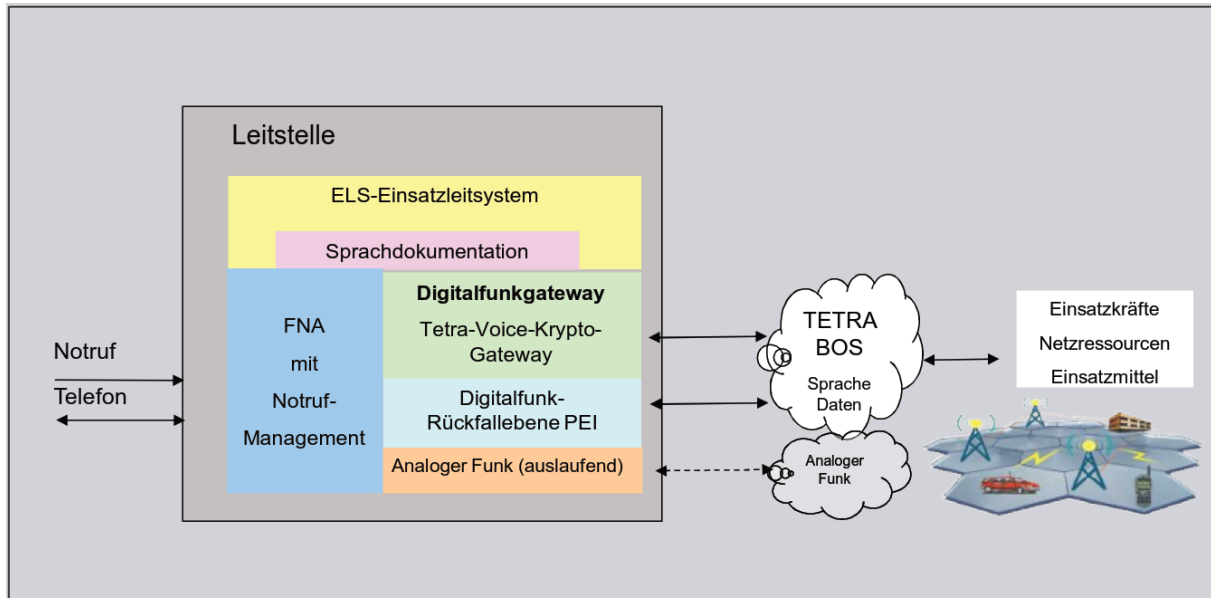 Leitstelle
ELS-Einsatzleitsystem
Sprachdokumentation
Notruf
Telefon
FNA
mit
Notruf-
Management
Digitalfunkgateway
Tetra-Voice-Krypto-
Gateway
Digitalfunk-
Rückfallebene PEI
Analoger Funk (auslaufend)
TETRA
BOS
Sprache
Daten
Analoger
Funk
Einsatzkräfte
Netzressourcen
Einsatzmittel